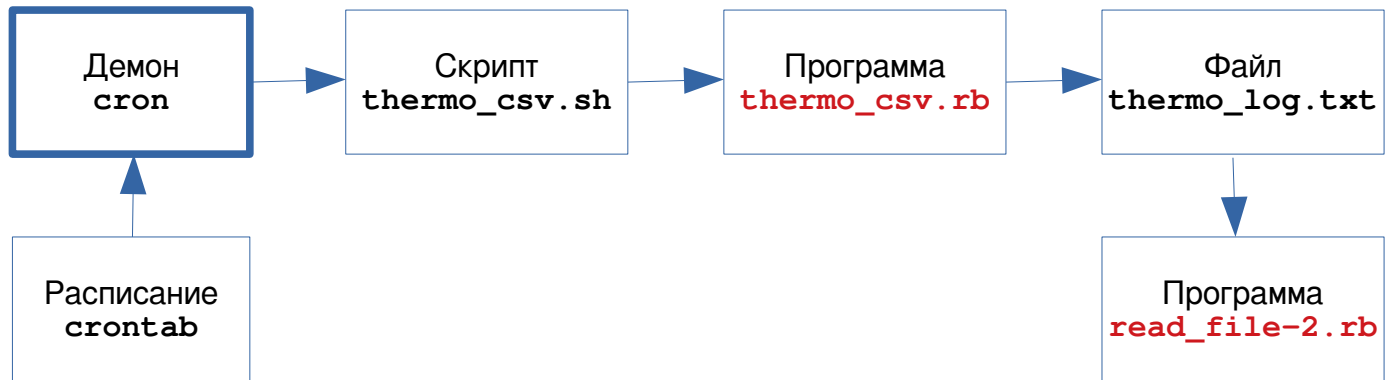 Демон
cron
Скрипт
thermo_csv.sh
Программа
thermo_csv.rb
Файл
thermo_log.txt
Расписание
crontab
Программа
read_file-2.rb